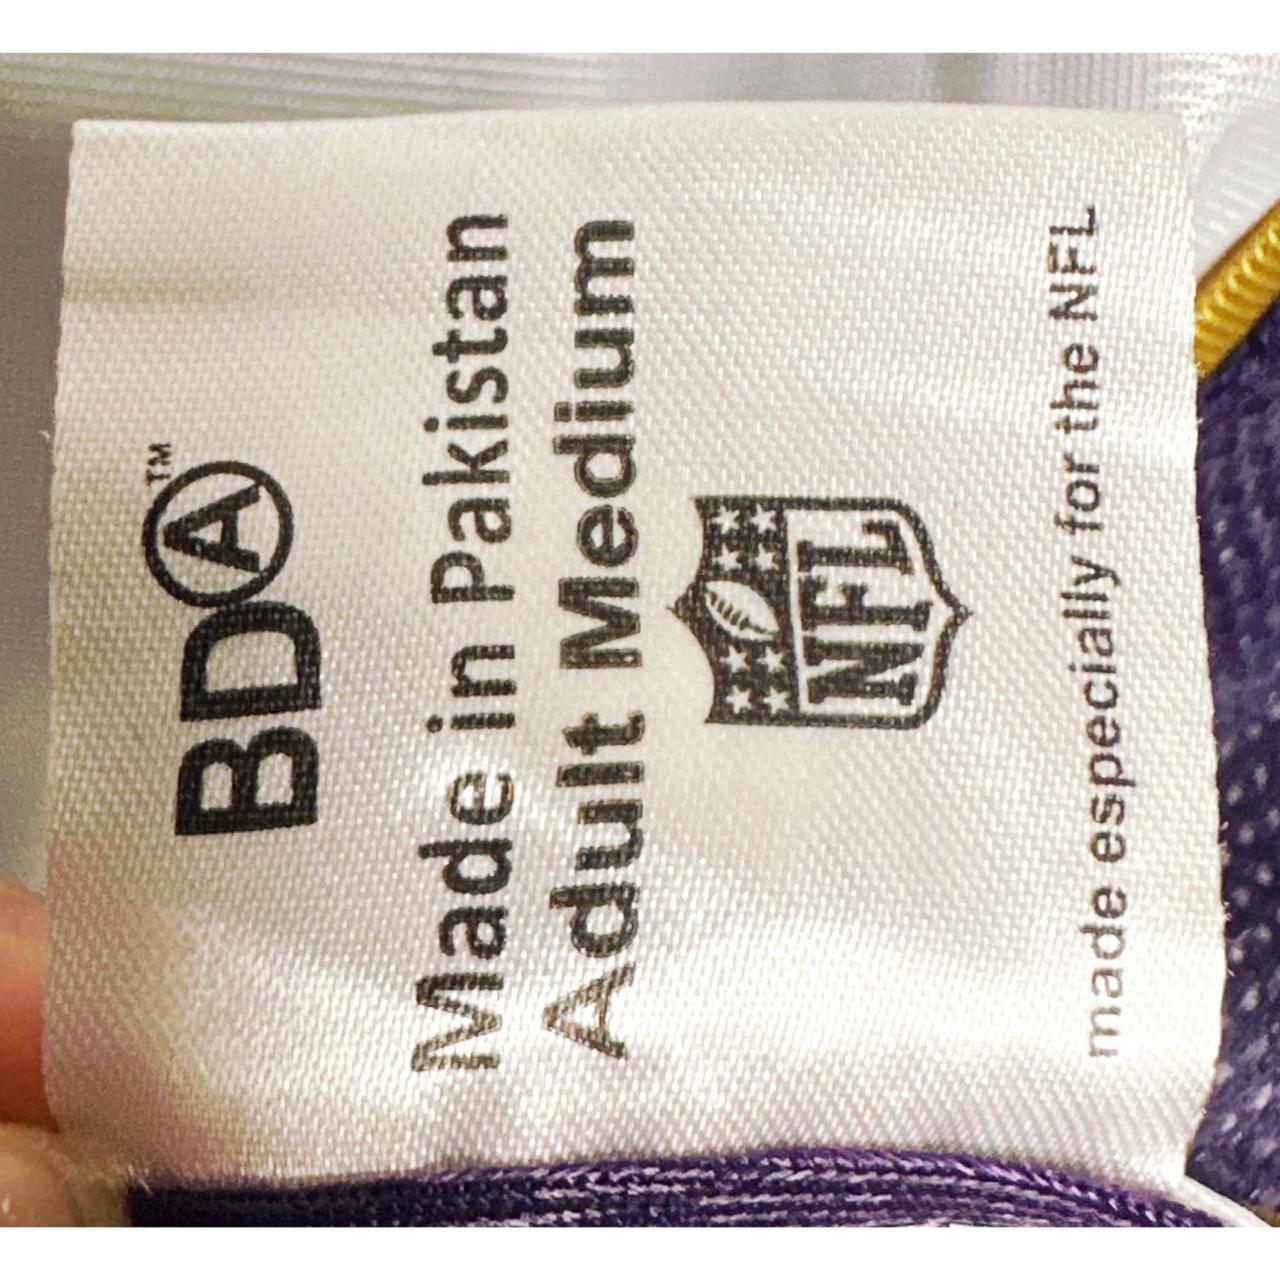 BDA™
Made in Pakistan
Adult Medium
NFL
made especially for the NFL